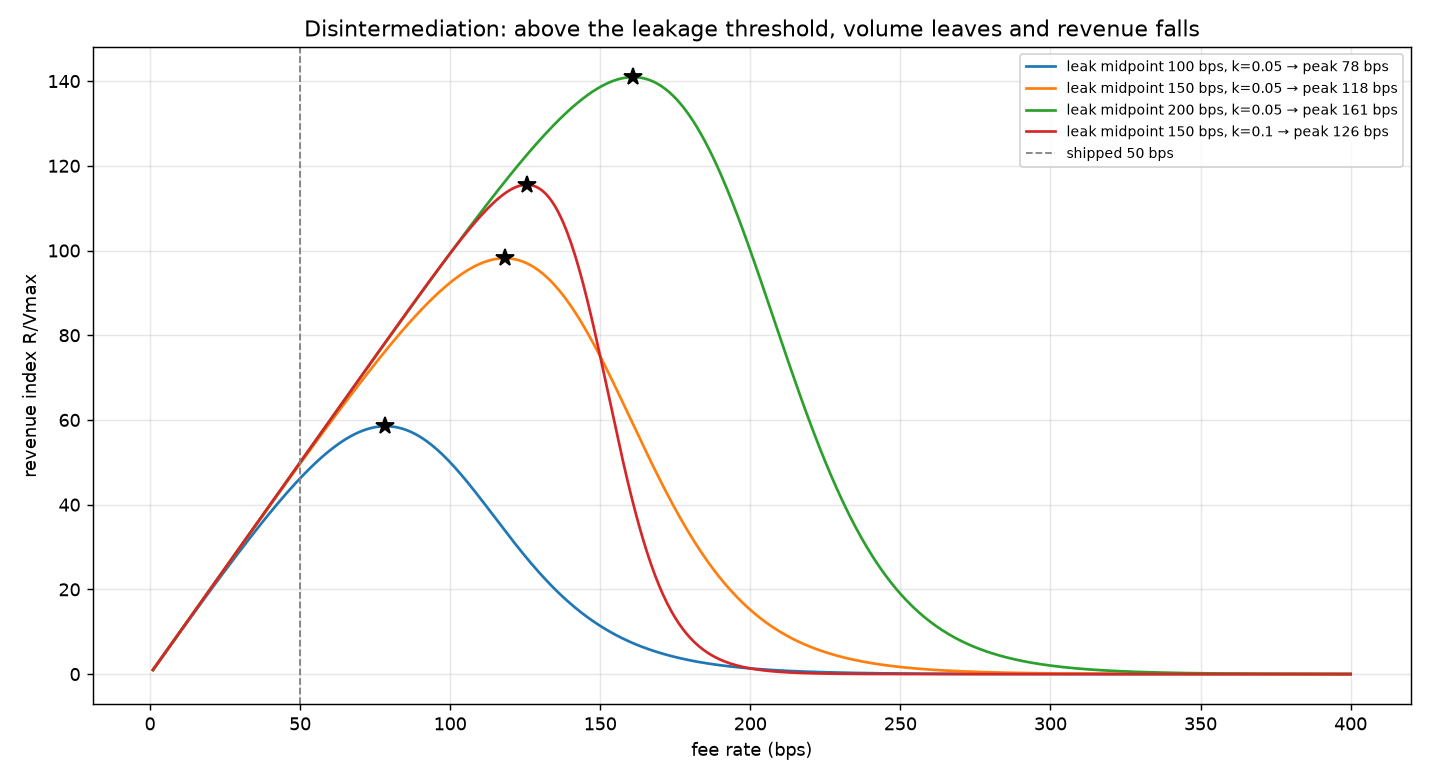 Disintermediation: above the leakage threshold, volume leaves and revenue falls
leak midpoint 100 bps, k=0.05 → peak 78 bps
leak midpoint 150 bps, k=0.05 → peak 118 bps
leak midpoint 200 bps, k=0.05 → peak 161 bps
leak midpoint 150 bps, k=0.1 → peak 126 bps
shipped 50 bps
revenue index R/Vmax
140
120
100
80
60
40
20
0
0 50 100 150 200 250 300 350 400
fee rate (bps)